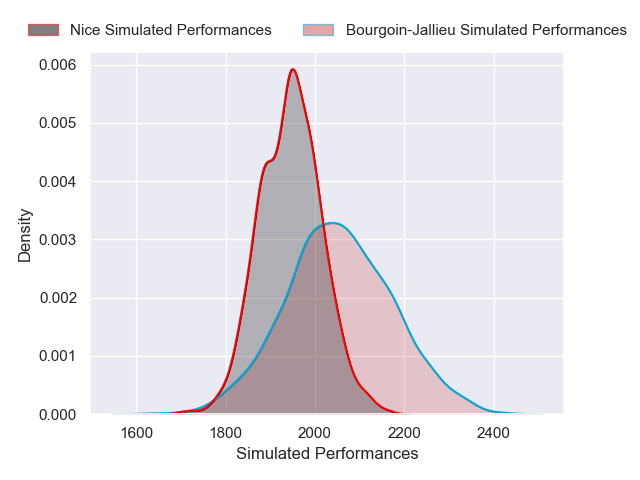 Nice Simulated Performances
Bourgoin-Jallieu Simulated Performances
0.006
0.005
0.004
0.003
0.002
0.001
0.000
Density
1600 1800 2000 2200 2400
Simulated Performances